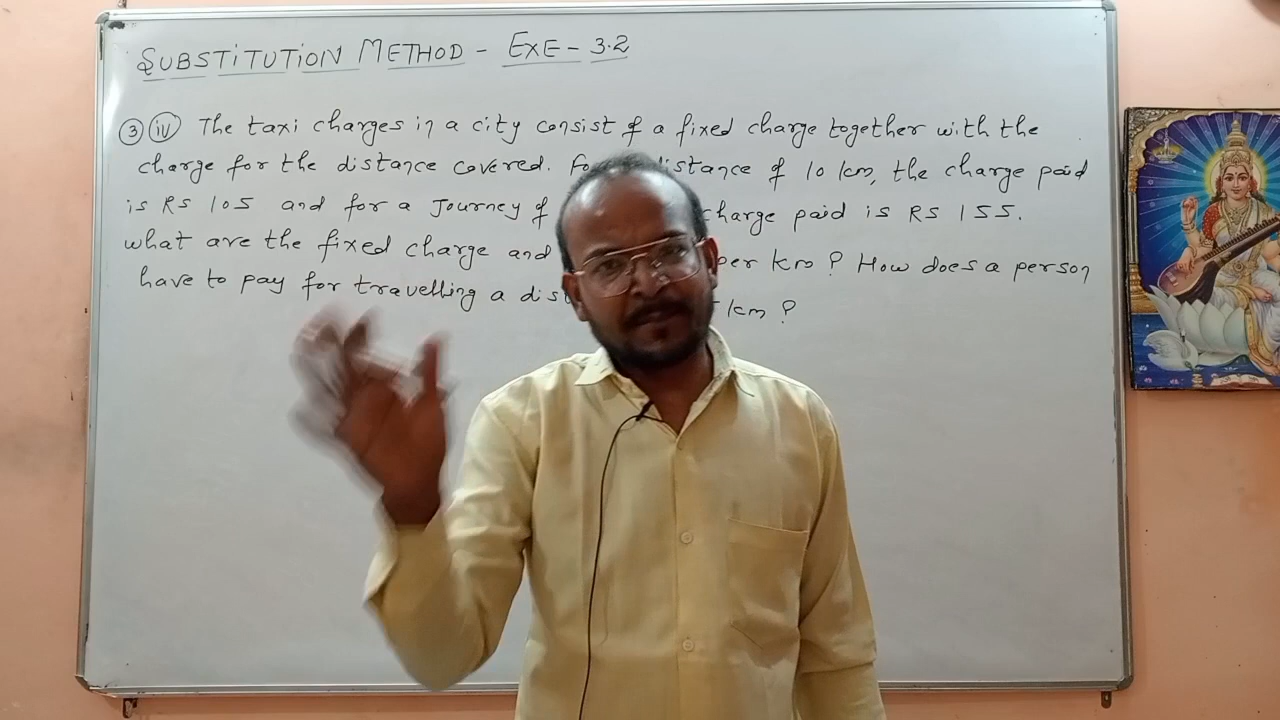 SUBSTITUTION METHOD - EXE - 3.2
3 iv The taxi charges in a city consist of a fixed charge together with the
charge for the distance covered. For distance of 10 km, the charge paid
is RS 105 and for a Journey of charge paid is RS 155.
what are the fixed charge and per km? How does a person
have to pay for travelling a km?